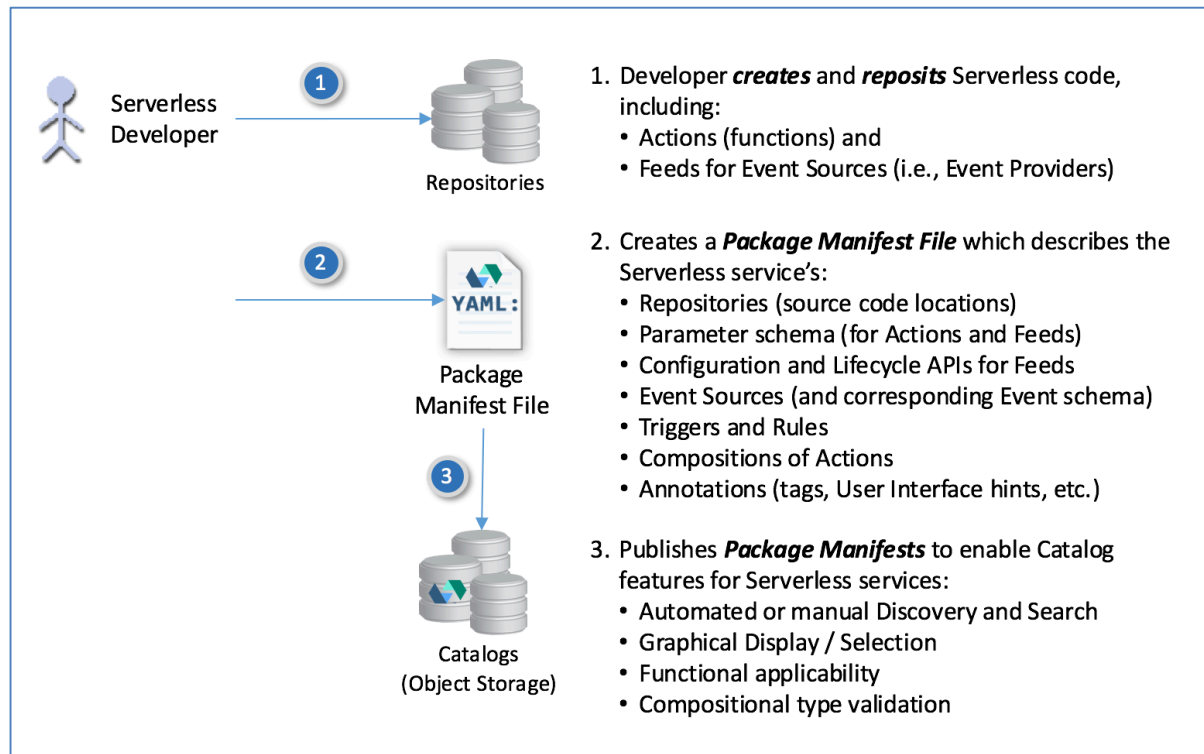 Serverless
Developer
1
Repositories
1. Developer creates and reposits Serverless code,
including:
• Actions (functions) and
• Feeds for Event Sources (i.e., Event Providers)
2
YAML:
Package
Manifest File
2. Creates a Package Manifest File which describes the
Serverless service’s:
• Repositories (source code locations)
• Parameter schema (for Actions and Feeds)
• Configuration and Lifecycle APIs for Feeds
• Event Sources (and corresponding Event schema)
• Triggers and Rules
• Compositions of Actions
• Annotations (tags, User Interface hints, etc.)
3
Catalogs
(Object Storage)
3. Publishes Package Manifests to enable Catalog
features for Serverless services:
• Automated or manual Discovery and Search
• Graphical Display / Selection
• Functional applicability
• Compositional type validation